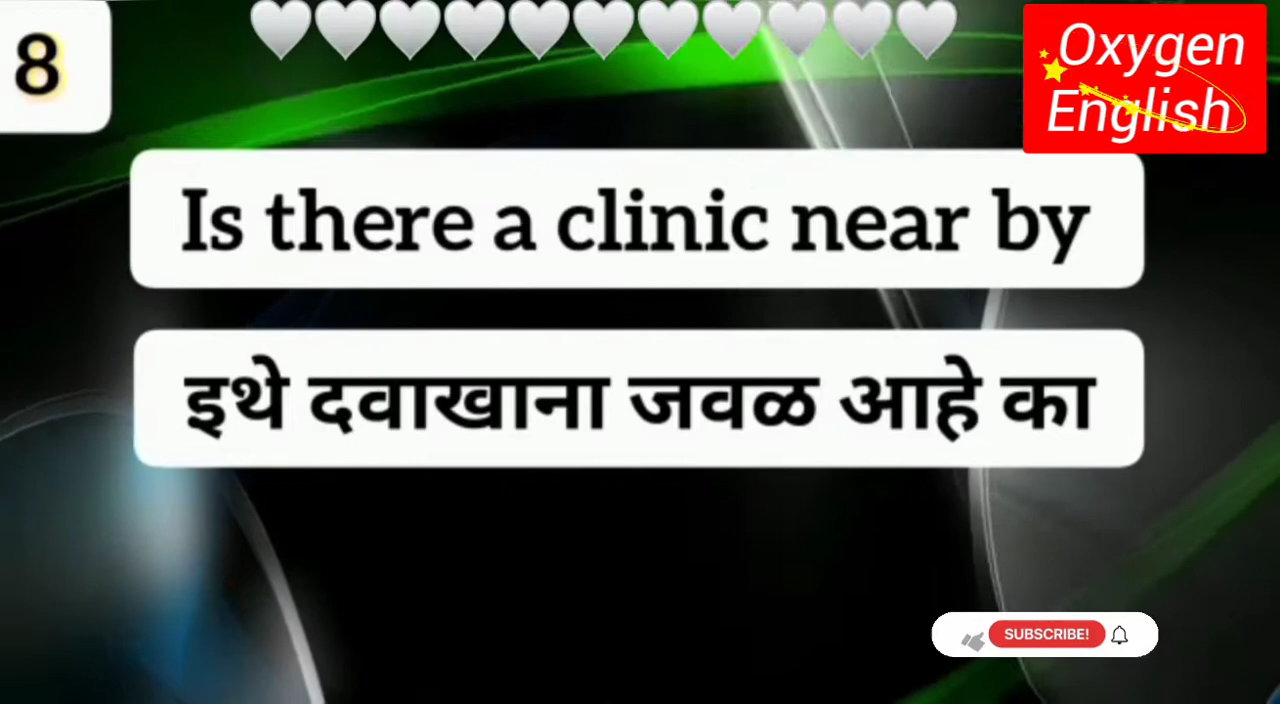 8
Oxygen
English
Is there a clinic near by
इथे दवाखाना जवळ आहे का
SUBSCRIBE!